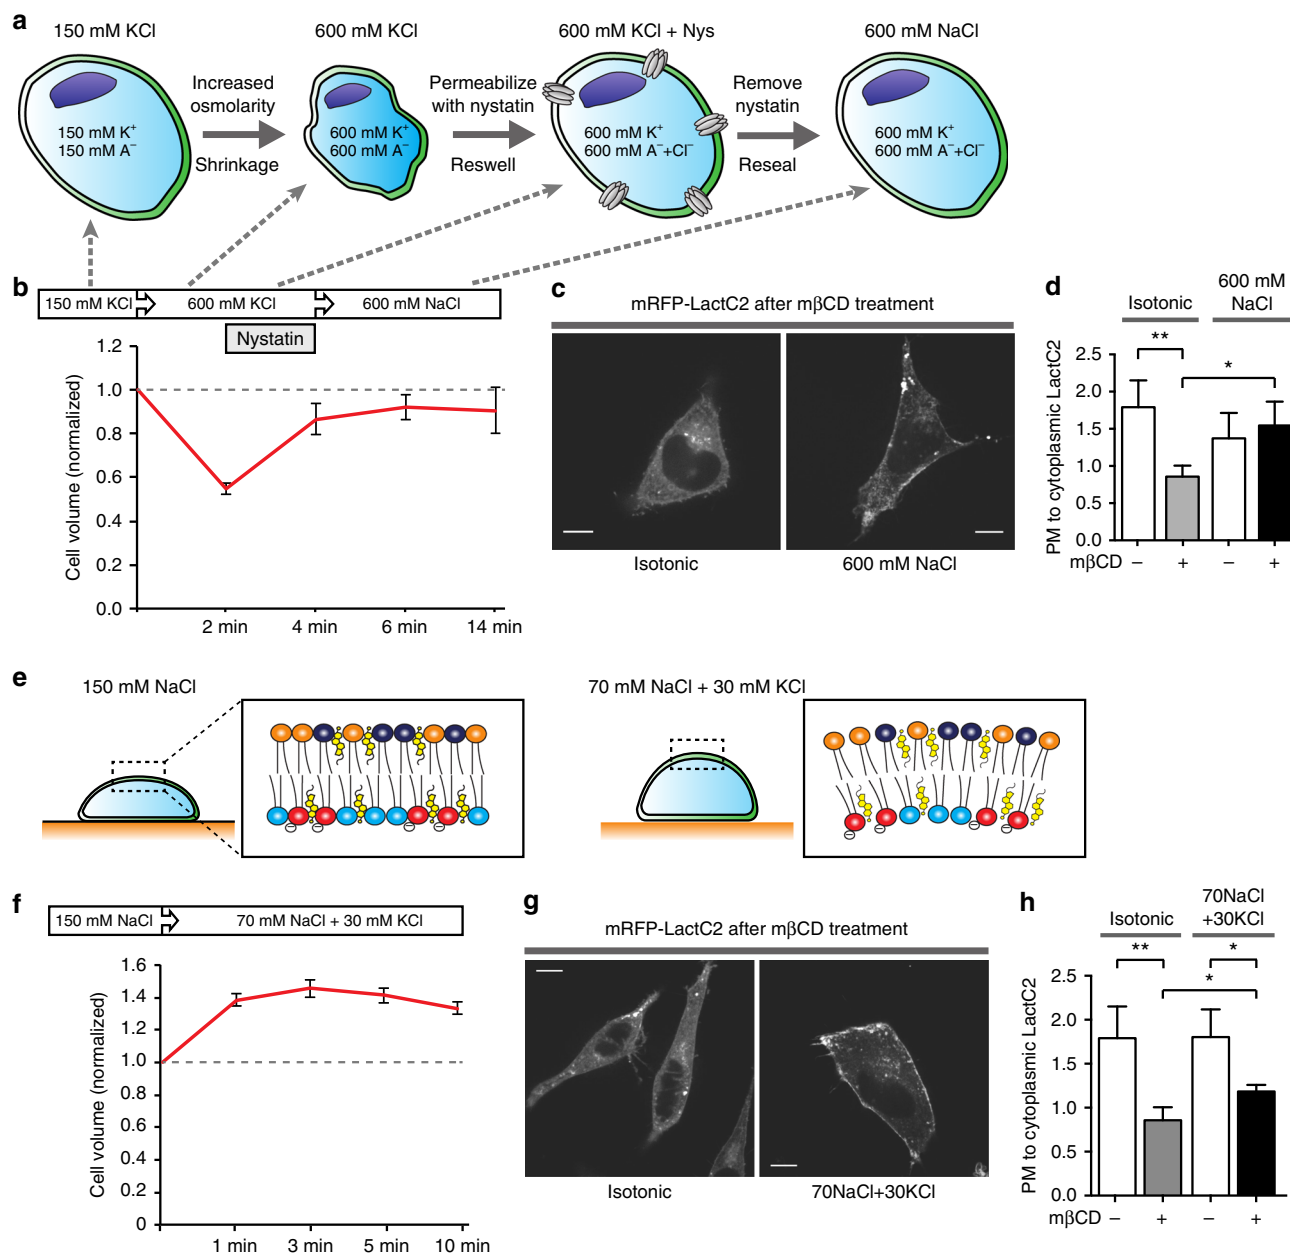 a
150 mM KCl
600 mM KCl
600 mM KCl + Nys
600 mM NaCl
150 mM K⁺
150 mM A⁻
Increased
osmolarity
Shrinkage
600 mM K⁺
600 mM A⁻
Permeabilize
with nystatin
Reswell
600 mM K⁺
600 mM A⁻+Cl⁻
Remove
nystatin
Reseal
600 mM K⁺
600 mM A⁻+Cl⁻
b
150 mM KCl
600 mM KCl
600 mM NaCl
Nystatin
Cell volume (normalized)
1.2
1.0
0.8
0.6
0.4
0.2
0.0
2 min
4 min
6 min
14 min
c
mRFP-LactC2 after mβCD treatment
Isotonic
600 mM NaCl
d
Isotonic
600 mM
NaCl
**
*
PM to cytoplasmic LactC2
2.5
2.0
1.5
1.0
0.5
0.0
mβCD
–
+
–
+
e
150 mM NaCl
70 mM NaCl + 30 mM KCl
f
150 mM NaCl
70 mM NaCl + 30 mM KCl
Cell volume (normalized)
1.6
1.4
1.2
1.0
0.8
0.6
0.4
0.2
0
1 min
3 min
5 min
10 min
g
mRFP-LactC2 after mβCD treatment
Isotonic
70NaCl+30KCl
h
Isotonic
70NaCl
+30KCl
**
*
*
PM to cytoplasmic LactC2
2.5
2.0
1.5
1.0
0.5
0.0
mβCD
–
+
–
+